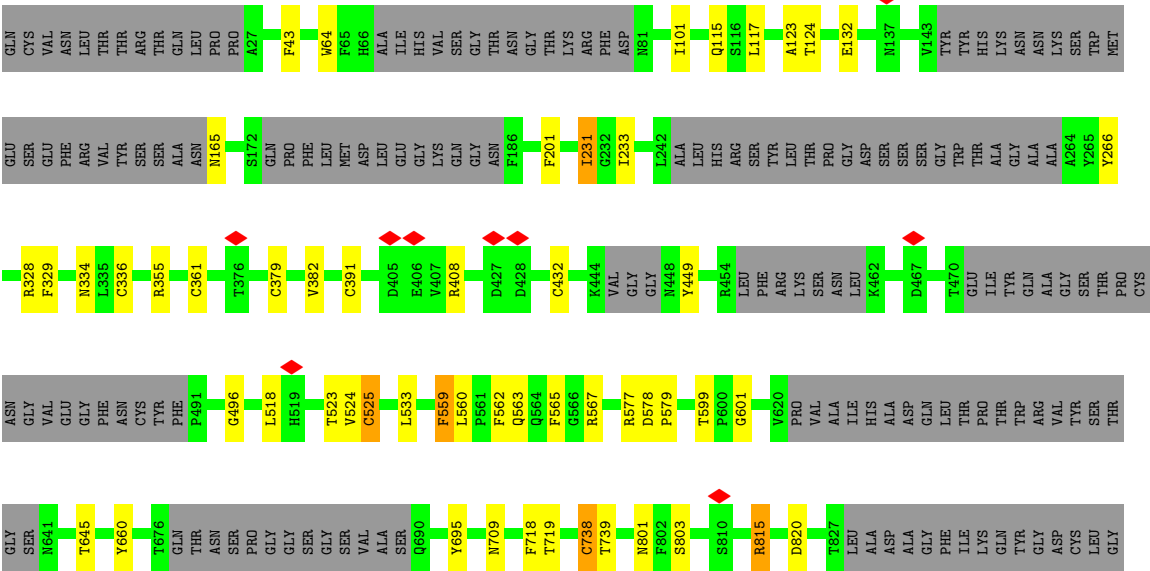 GLN CYS VAL ASN LEU THR THR ARG THR GLN LEU PRO PRO A27 F43 W64 F65 H66 ALA ILE HIS VAL SER GLY THR ASN GLY THR LYS ARG PHE ASP N81 I101 Q115 S116 L117 A123 T124 E132 N137 V143 TYR TYR HIS LYS ASN ASN LYS SER TRP MET
GLU SER GLU PHE ARG VAL TYR SER SER ALA ASN N165 S172 GLN PRO PHE LEU MET ASP LEU GLU GLY LYS GLN GLY ASN F186 F201 I231 G232 I233 L242 ALA LEU HIS ARG SER TYR LEU THR PRO GLY ASP SER SER SER GLY TRP THR ALA GLY ALA ALA A264 Y265 Y266
R328 F329 N334 L335 C336 R355 C361 T376 C379 V382 C391 D405 E406 V407 R408 D427 D428 C432 K444 VAL GLY GLY N448 Y449 R454 LEU PHE ARG LYS SER ASN LEU K462 D467 T470 GLU ILE TYR GLN ALA GLY SER THR PRO CYS
ASN GLY VAL GLU GLY PHE ASN CYS TYR PHE P491 G496 L518 H519 T523 V524 C525 L533 F559 L560 P561 F562 Q563 Q564 F565 G566 R567 R577 D578 P579 T599 P600 G601 V620 PRO VAL ALA ILE HIS ALA ASP GLN LEU THR PRO THR TRP ARG VAL TYR SER THR
GLY SER N641 T645 Y660 T676 GLN THR ASN SER PRO GLY GLY SER GLY SER VAL ALA SER Q690 Y695 N709 F718 T719 C738 T739 N801 F802 S803 S810 R815 D820 T827 LEU ALA ASP ALA GLY PHE ILE LYS GLN TYR GLY ASP CYS LEU GLY